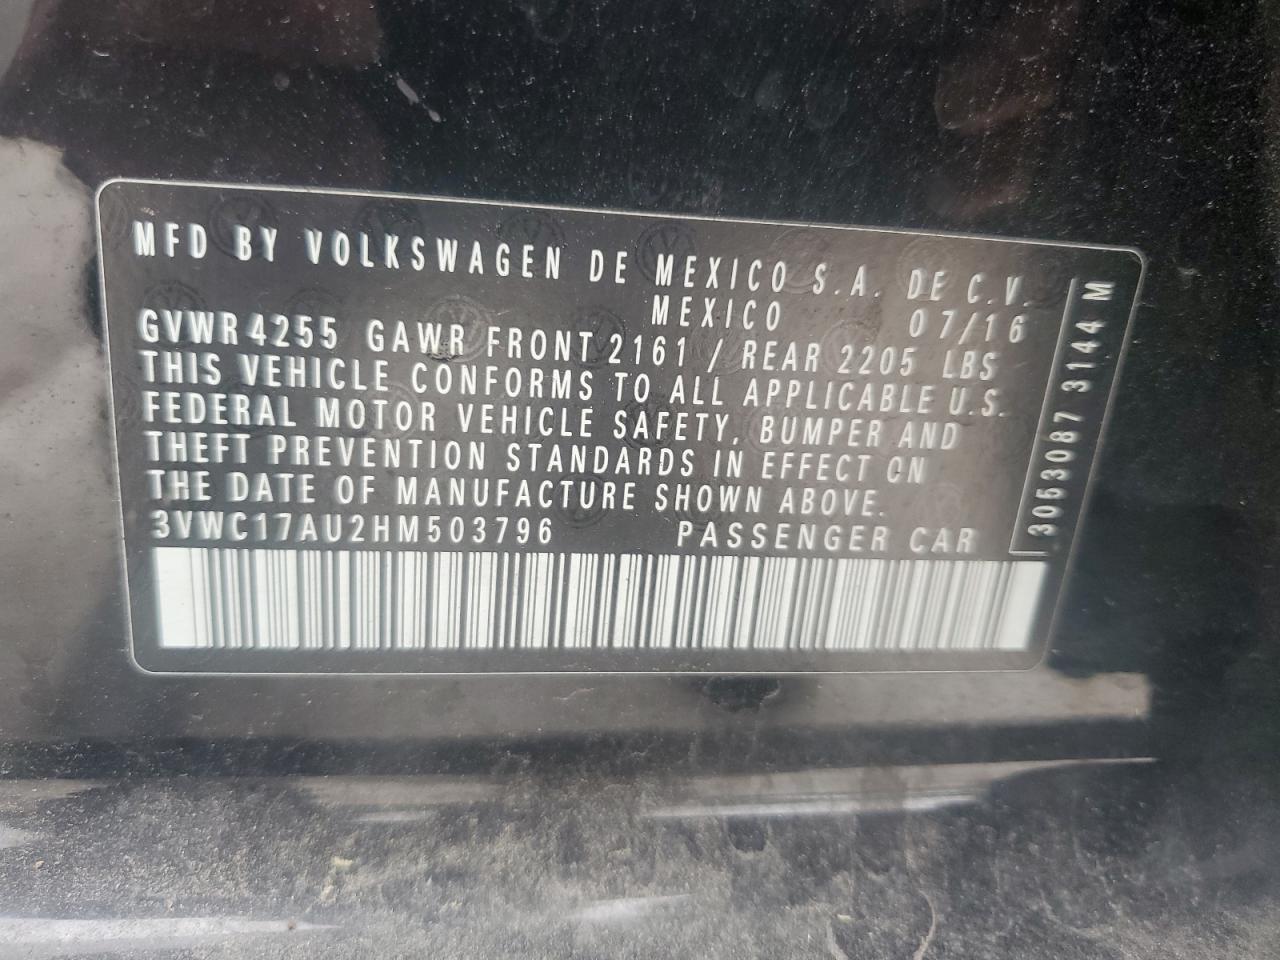 MFD BY VOLKSWAGEN DE MEXICO S.A. DE C.V.
MEXICO 07/16
GVWR 4255 GAWR FRONT 2161 / REAR 2205 LBS
THIS VEHICLE CONFORMS TO ALL APPLICABLE U.S.
FEDERAL MOTOR VEHICLE SAFETY, BUMPER AND
THEFT PREVENTION STANDARDS IN EFFECT ON
THE DATE OF MANUFACTURE SHOWN ABOVE.
3VWC17AU2HM503796 PASSENGER CAR
3053087 3144 M